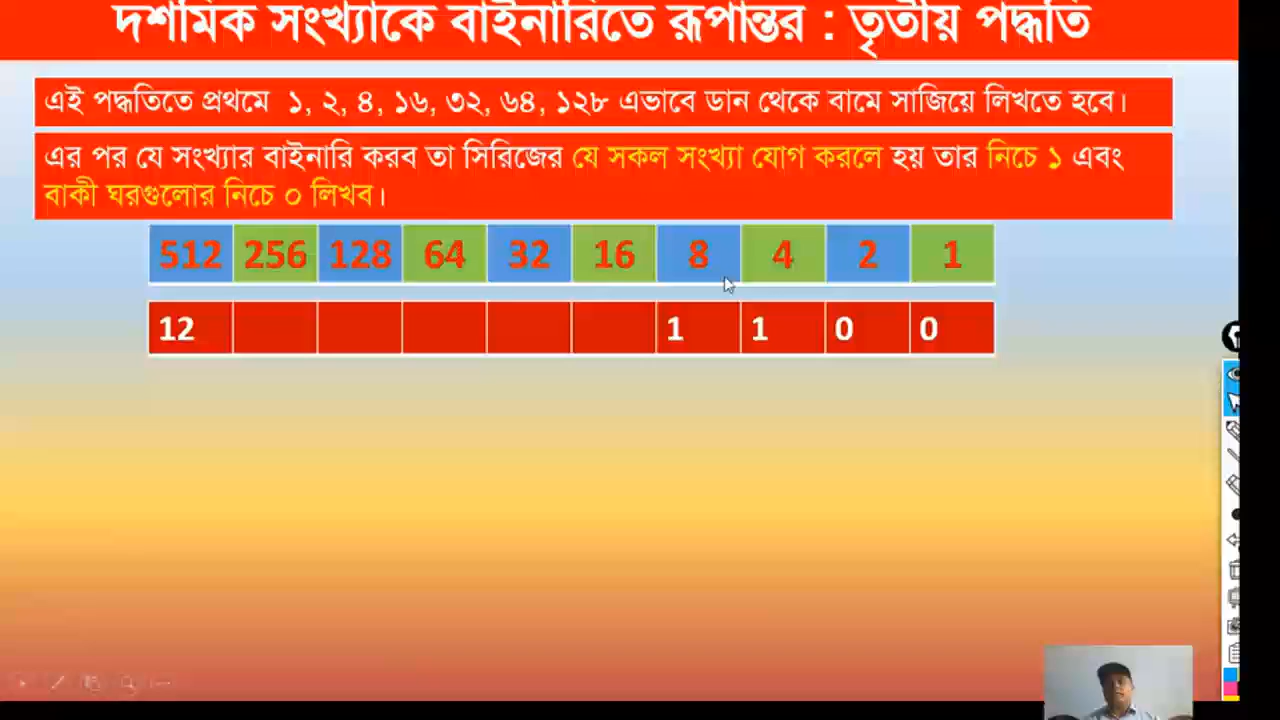 দশমিক সংখ্যাকে বাইনারিতে রূপান্তর : তৃতীয় পদ্ধতি
এই পদ্ধতিতে প্রথমে ১, ২, ৪, ১৬, ৩২, ৬৪, ১২৮ এভাবে ডান থেকে বামে সাজিয়ে লিখতে হবে।
এর পর যে সংখ্যার বাইনারি করব তা সিরিজের যে সকল সংখ্যা যোগ করলে হয় তার নিচে ১ এবং
বাকী ঘরগুলোর নিচে ০ লিখব।
512 256 128 64 32 16 8 4 2 1
12 1 1 0 0